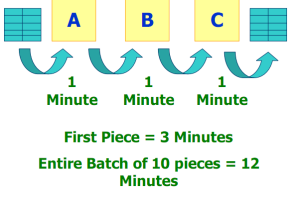 A B C
1 1 1
Minute Minute Minute
First Piece = 3 Minutes
Entire Batch of 10 pieces = 12
Minutes